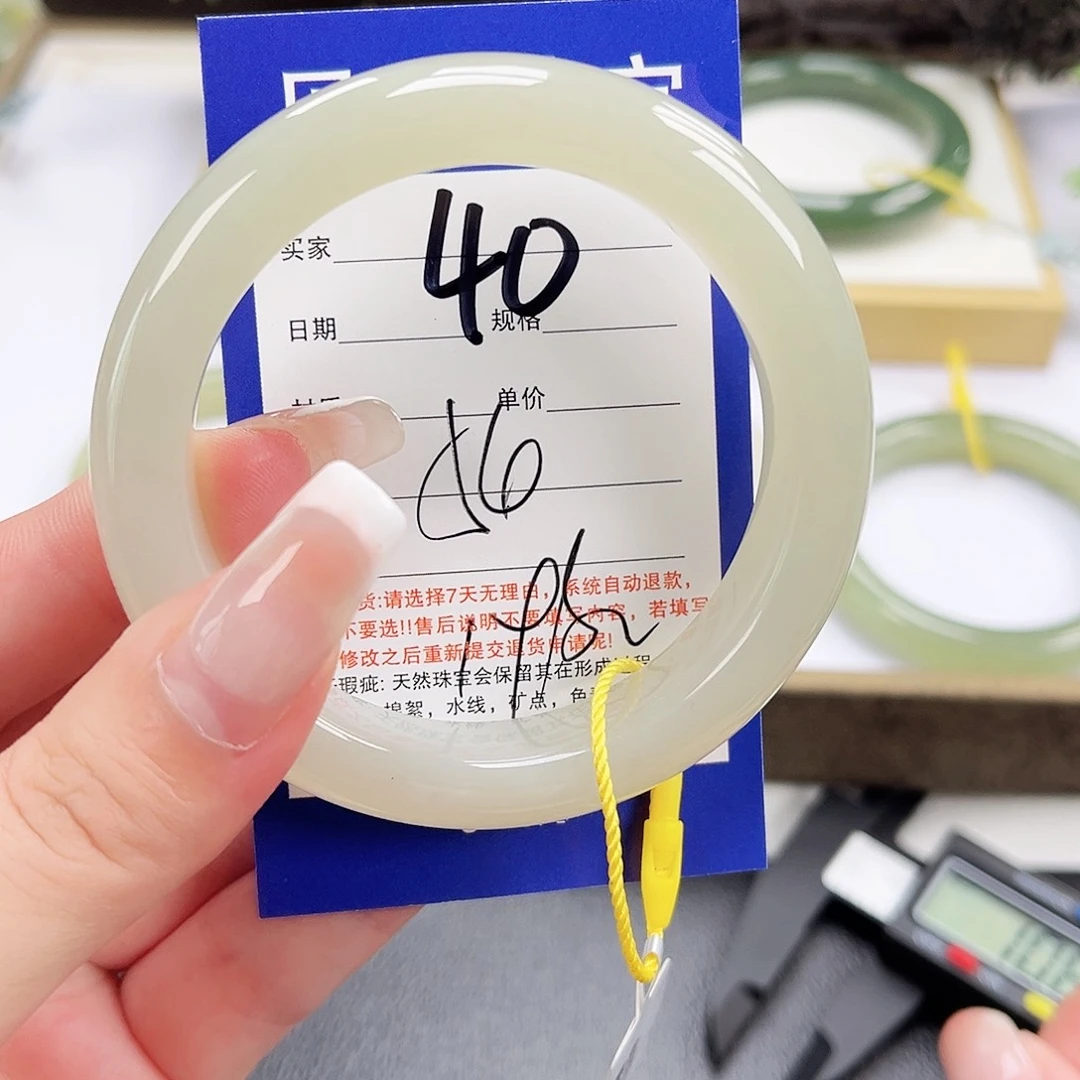 40
买家
日期 规格
单价
56
货:请选择7天无理由，系统自动退款，
不要选!!售后说明不要填写内容，若填写
修改之后重新提交退货申请呢!
瑕疵: 天然珠宝会保留其在形成过程
棉絮，水线，矿点，色